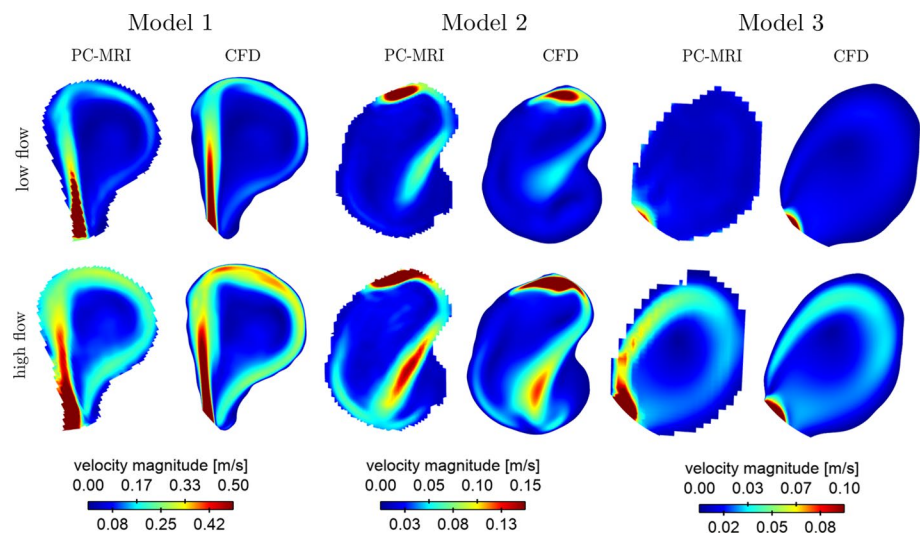 Model 1 Model 2 Model 3
PC-MRI CFD PC-MRI CFD PC-MRI CFD
low flow
high flow
velocity magnitude [m/s] velocity magnitude [m/s] velocity magnitude [m/s]
0.00 0.17 0.33 0.50 0.00 0.05 0.10 0.15 0.00 0.03 0.07 0.10
0.08 0.25 0.42 0.03 0.08 0.13 0.02 0.05 0.08